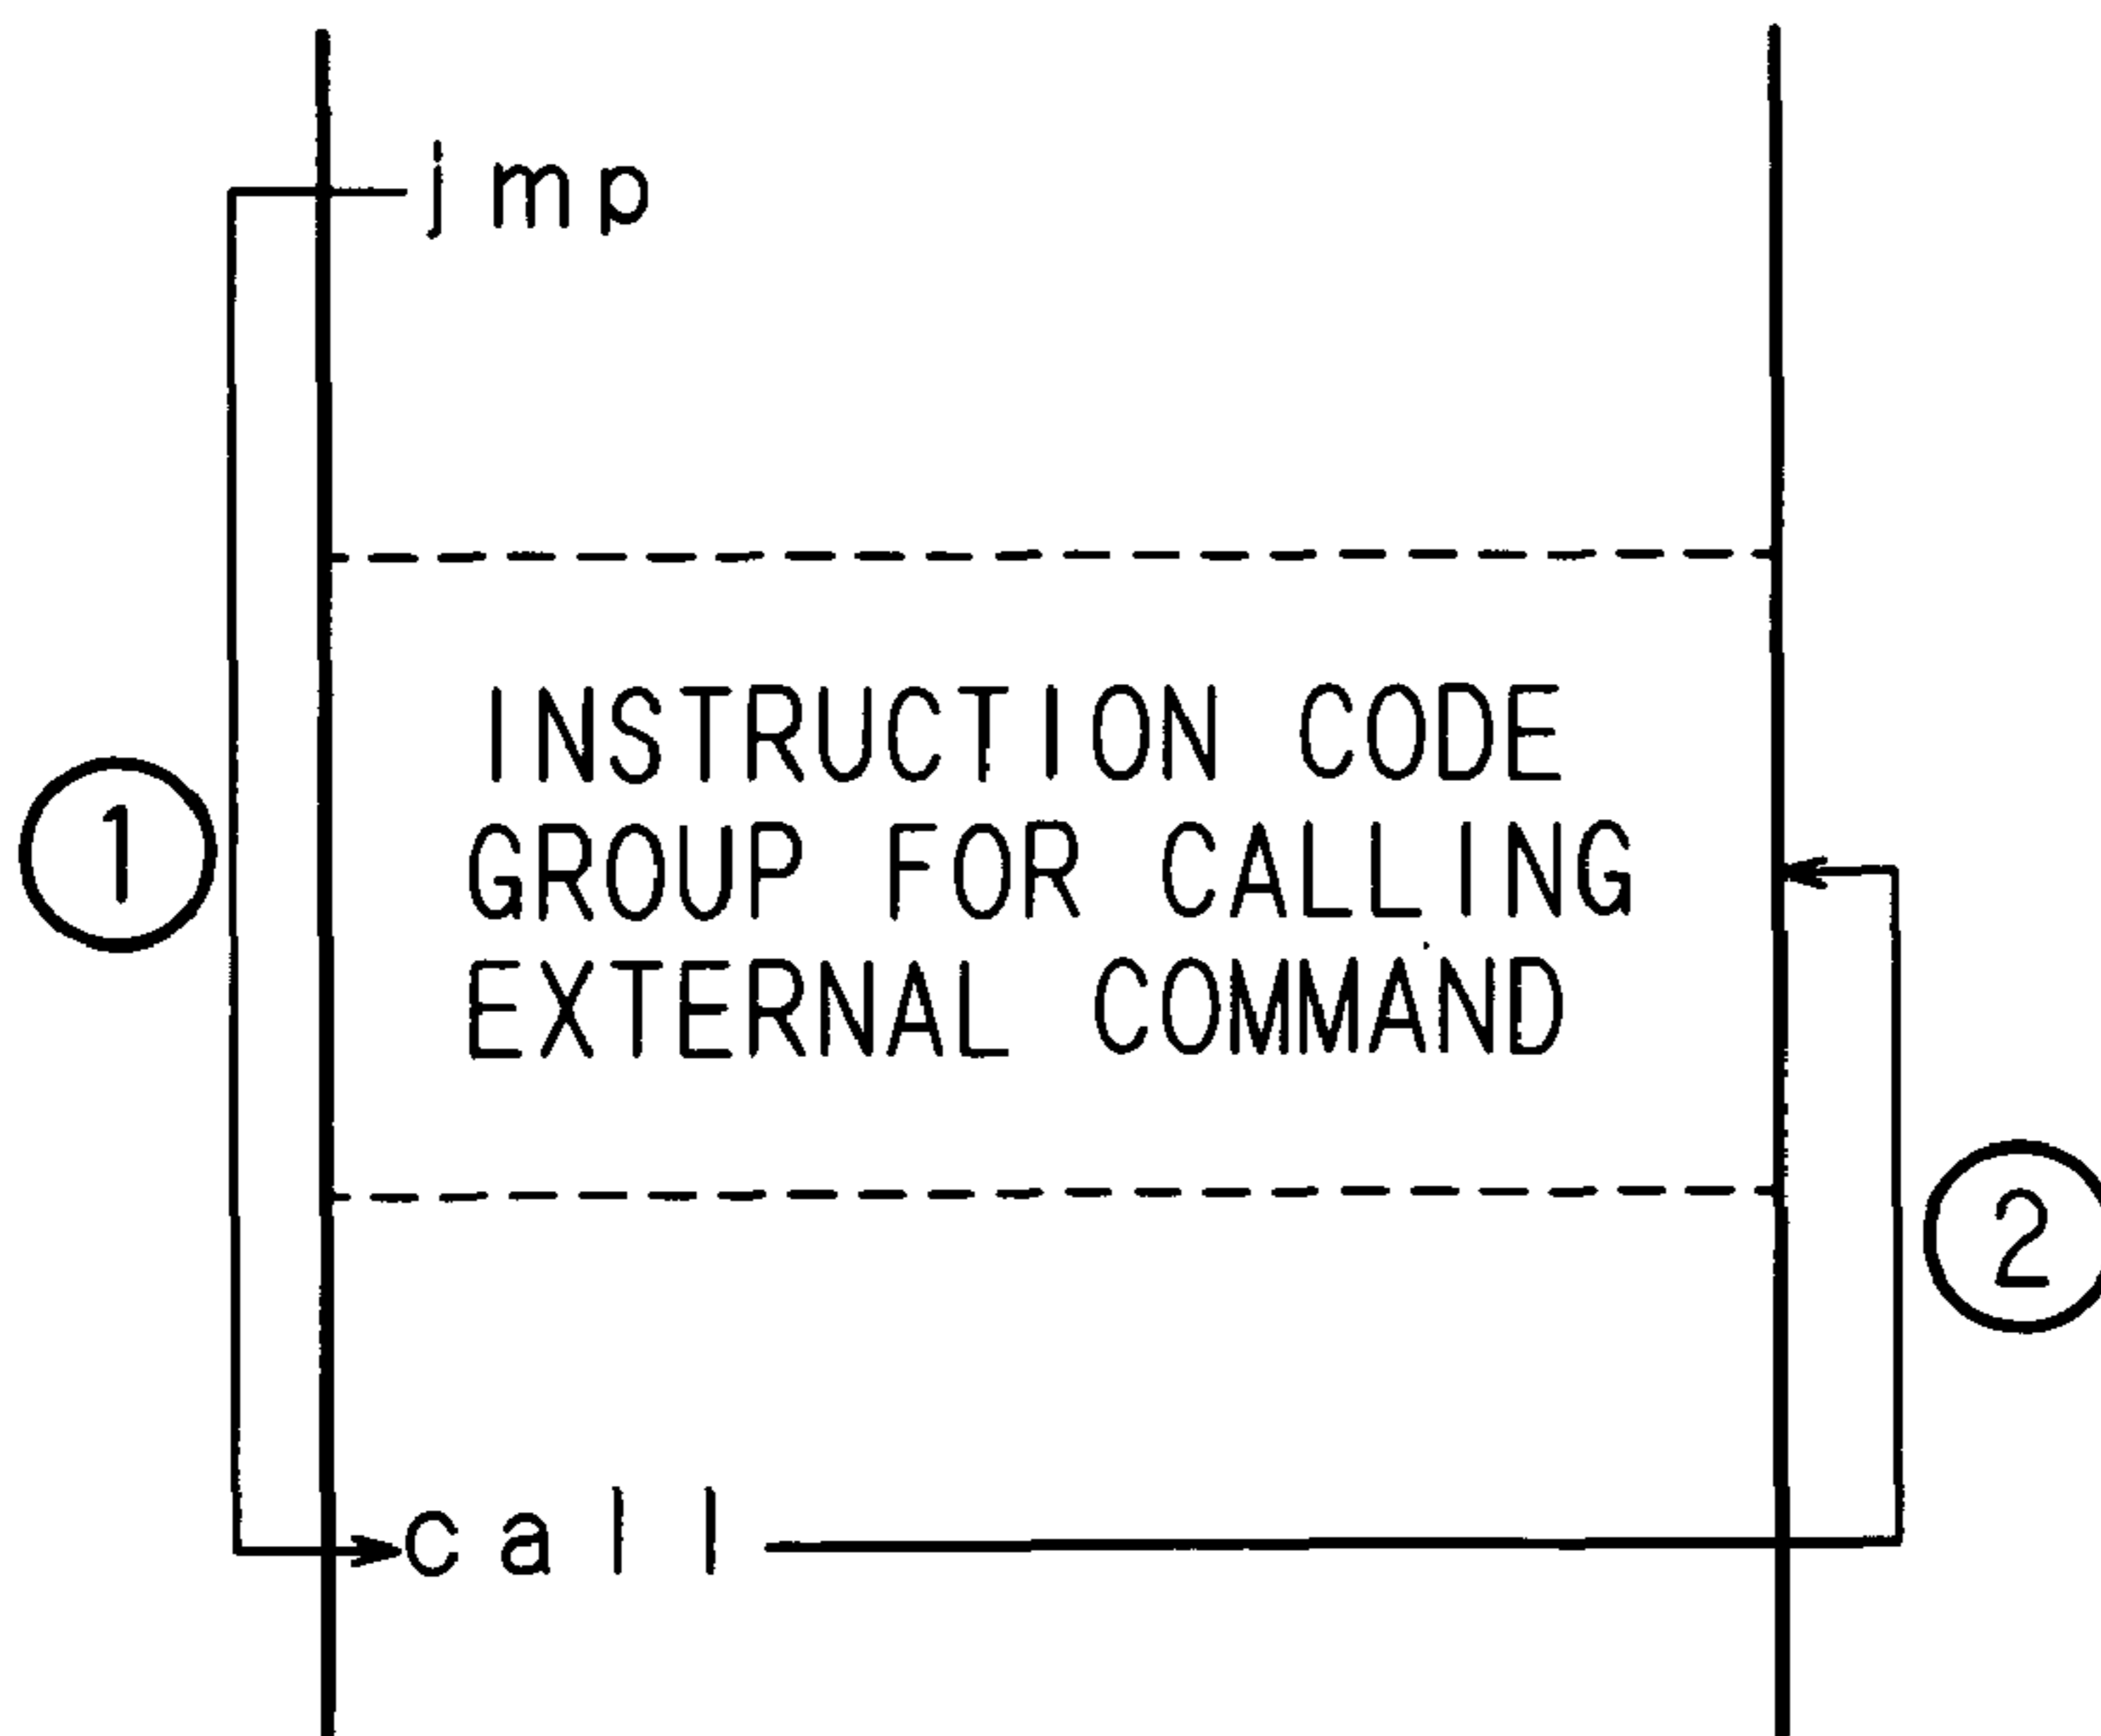 jmp
INSTRUCTION CODE
GROUP FOR CALLING
EXTERNAL COMMAND
1
2
call